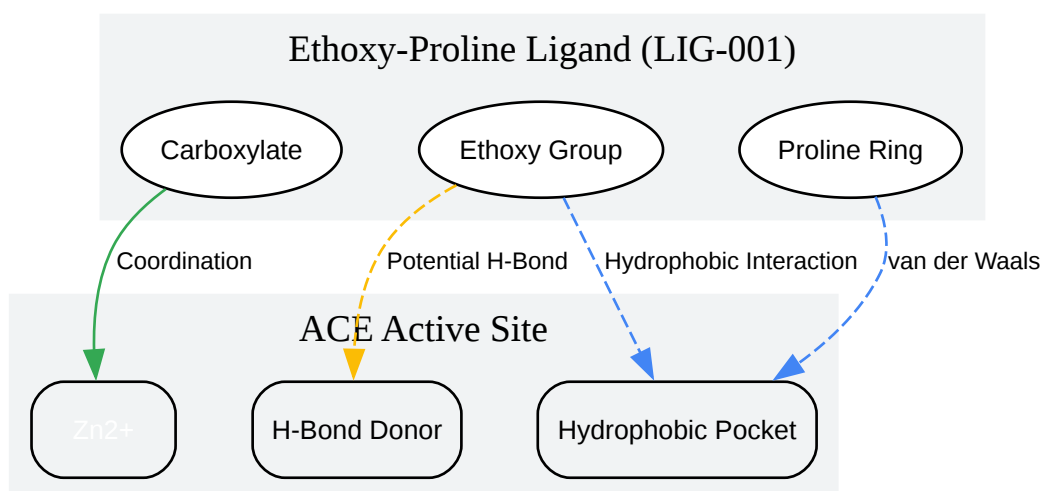 Ethoxy-Proline Ligand (LIG-001)
Carboxylate
Ethoxy Group
Proline Ring
Coordination
Potential H-Bond
Hydrophobic Interaction
van der Waals
ACE Active Site
Zn2+
H-Bond Donor
Hydrophobic Pocket